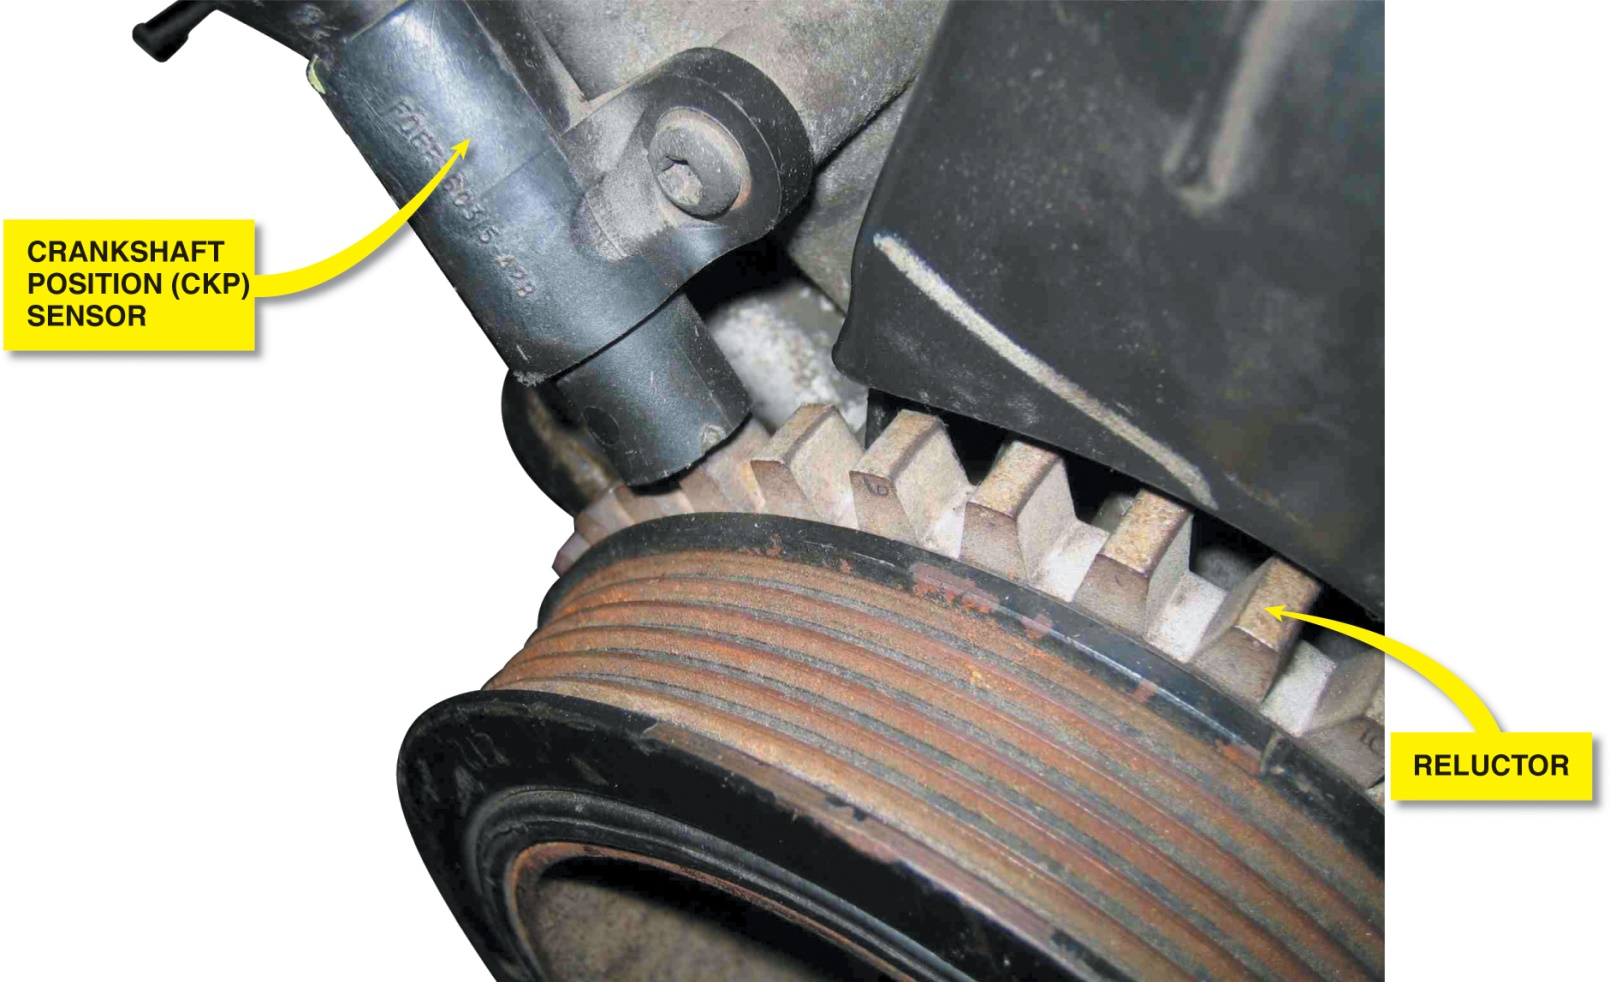 CRANKSHAFT
POSITION (CKP)
SENSOR
RELUCTOR